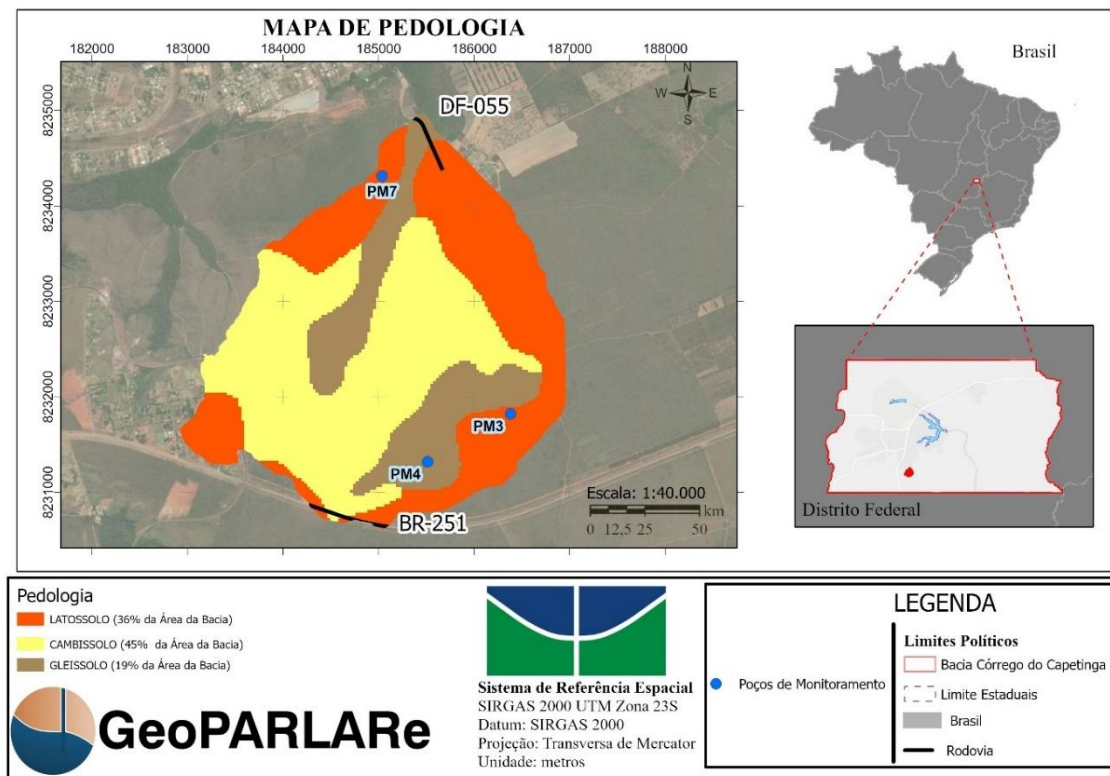 MAPA DE PEDOLOGIA
182000 183000 184000 185000 186000 187000 188000
8235000
8234000
8233000
8232000
8231000
N
W E
S
DF-055
PM7
PM3
PM4
BR-251
Escala: 1:40.000
km
0 12,5 25 50
Brasil
Distrito Federal
Pedologia
LATOSSOLO (36% da Área da Bacia)
CAMBISSOLO (45% da Área da Bacia)
GLEISSOLO (19% da Área da Bacia)
GeoPARLARe
Sistema de Referência Espacial
SIRGAS 2000 UTM Zona 23S
Datum: SIRGAS 2000
Projeção: Transversa de Mercator
Unidade: metros
LEGENDA
Poços de Monitoramento
Limites Políticos
Bacia Córrego do Capetinga
Limite Estaduais
Brasil
Rodovia